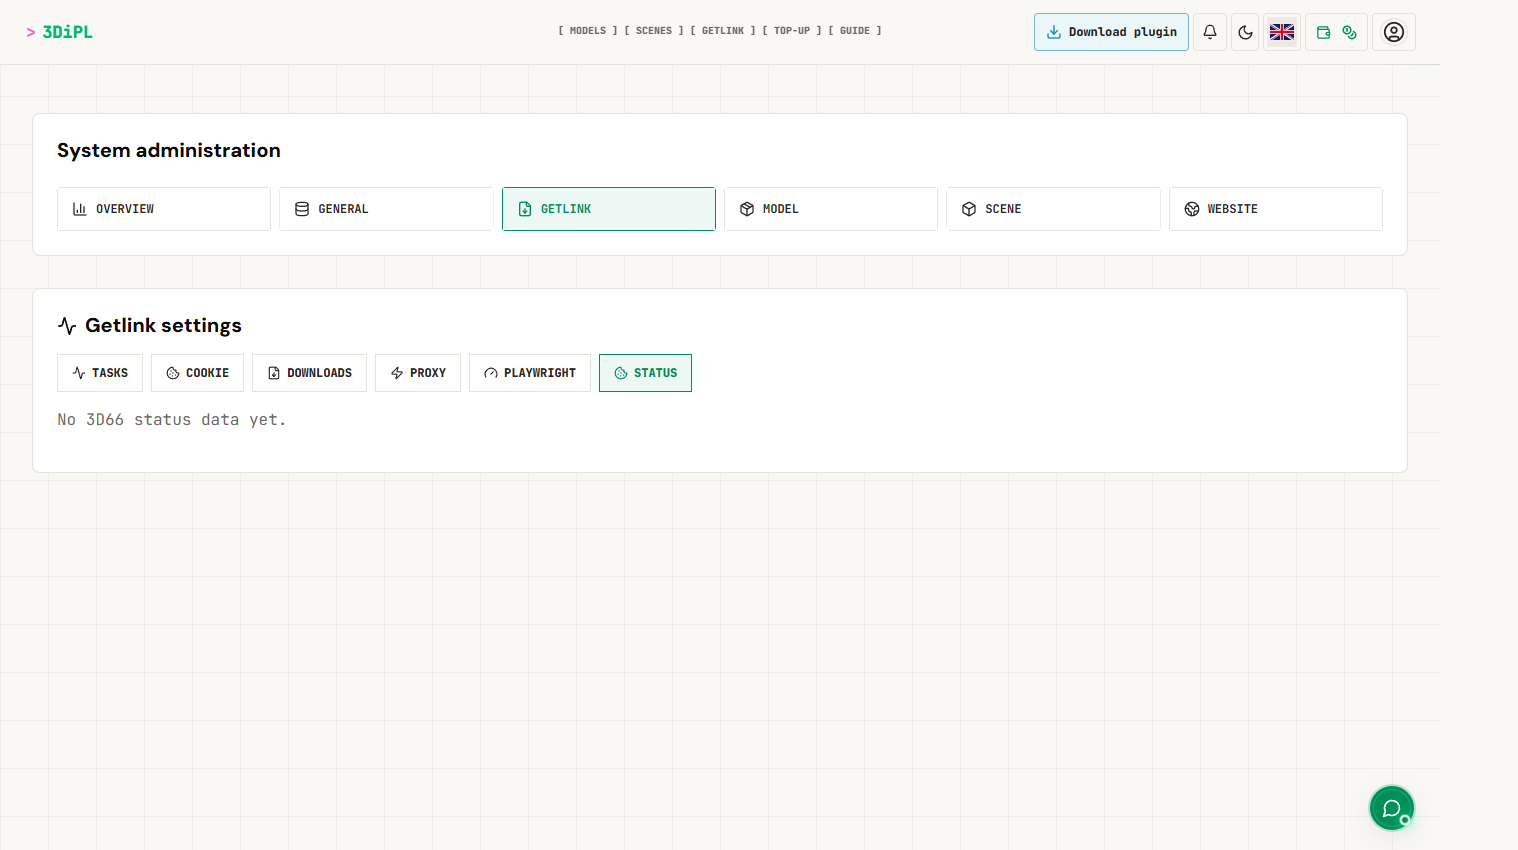 > 3DiPL
[ MODELS ] [ SCENES ] [ GETLINK ] [ TOP-UP ] [ GUIDE ]
Download plugin
System administration
OVERVIEW
GENERAL
GETLINK
MODEL
SCENE
WEBSITE
Getlink settings
TASKS
COOKIE
DOWNLOADS
PROXY
PLAYWRIGHT
STATUS
No 3D66 status data yet.